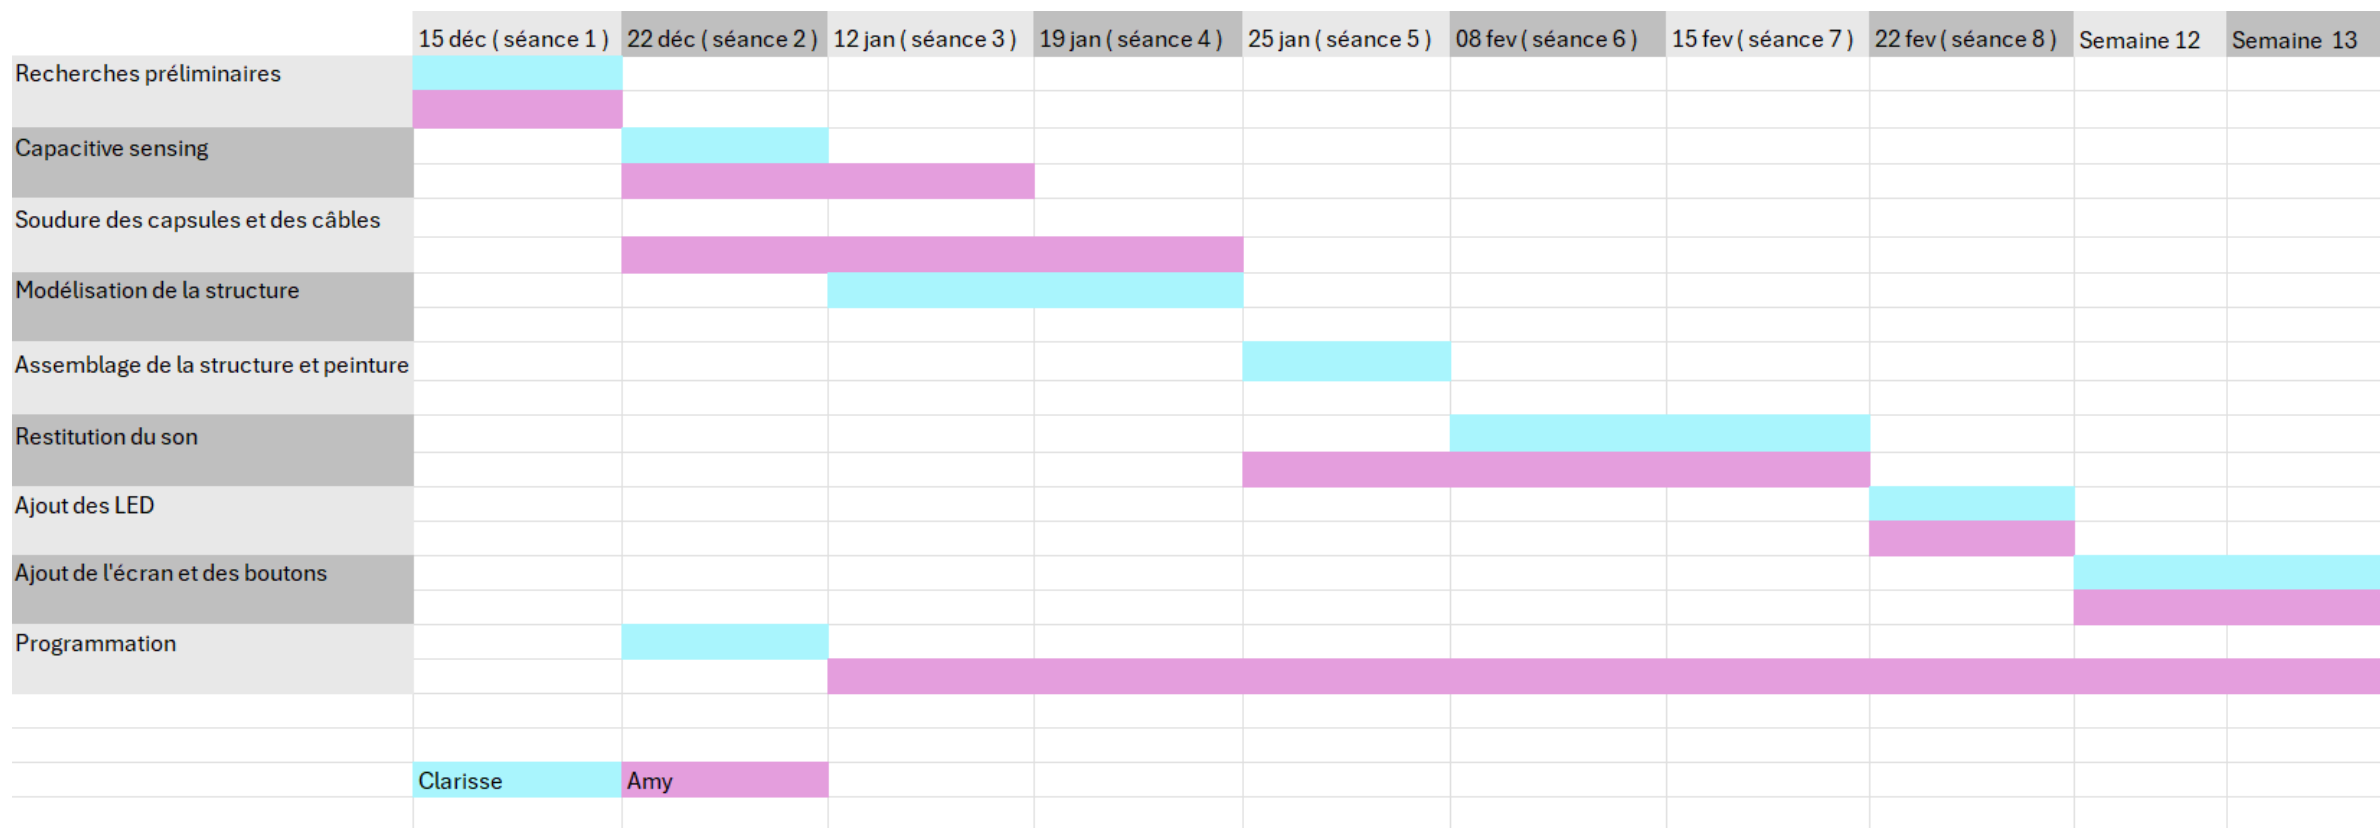 15 déc ( séance 1 ) 22 déc ( séance 2 ) 12 jan ( séance 3 ) 19 jan ( séance 4 ) 25 jan ( séance 5 ) 08 fev ( séance 6 ) 15 fev ( séance 7 ) 22 fev ( séance 8 ) Semaine 12 Semaine 13
Recherches préliminaires
Capacitive sensing
Soudure des capsules et des câbles
Modélisation de la structure
Assemblage de la structure et peinture
Restitution du son
Ajout des LED
Ajout de l'écran et des boutons
Programmation
Clarisse Amy